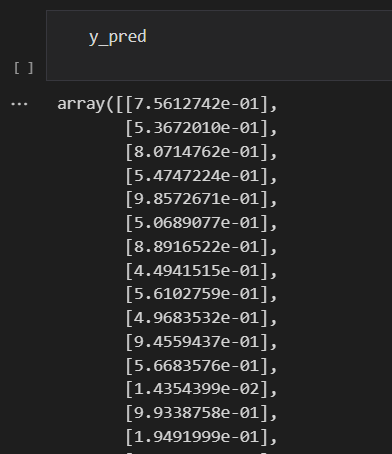 y_pred
[ ]
... array([[7.5612742e-01],
[5.3672010e-01],
[8.0714762e-01],
[5.4747224e-01],
[9.8572671e-01],
[5.0689077e-01],
[8.8916522e-01],
[4.4941515e-01],
[5.6102759e-01],
[4.9683532e-01],
[9.4559437e-01],
[5.6683576e-01],
[1.4354399e-02],
[9.9338758e-01],
[1.9491999e-01],